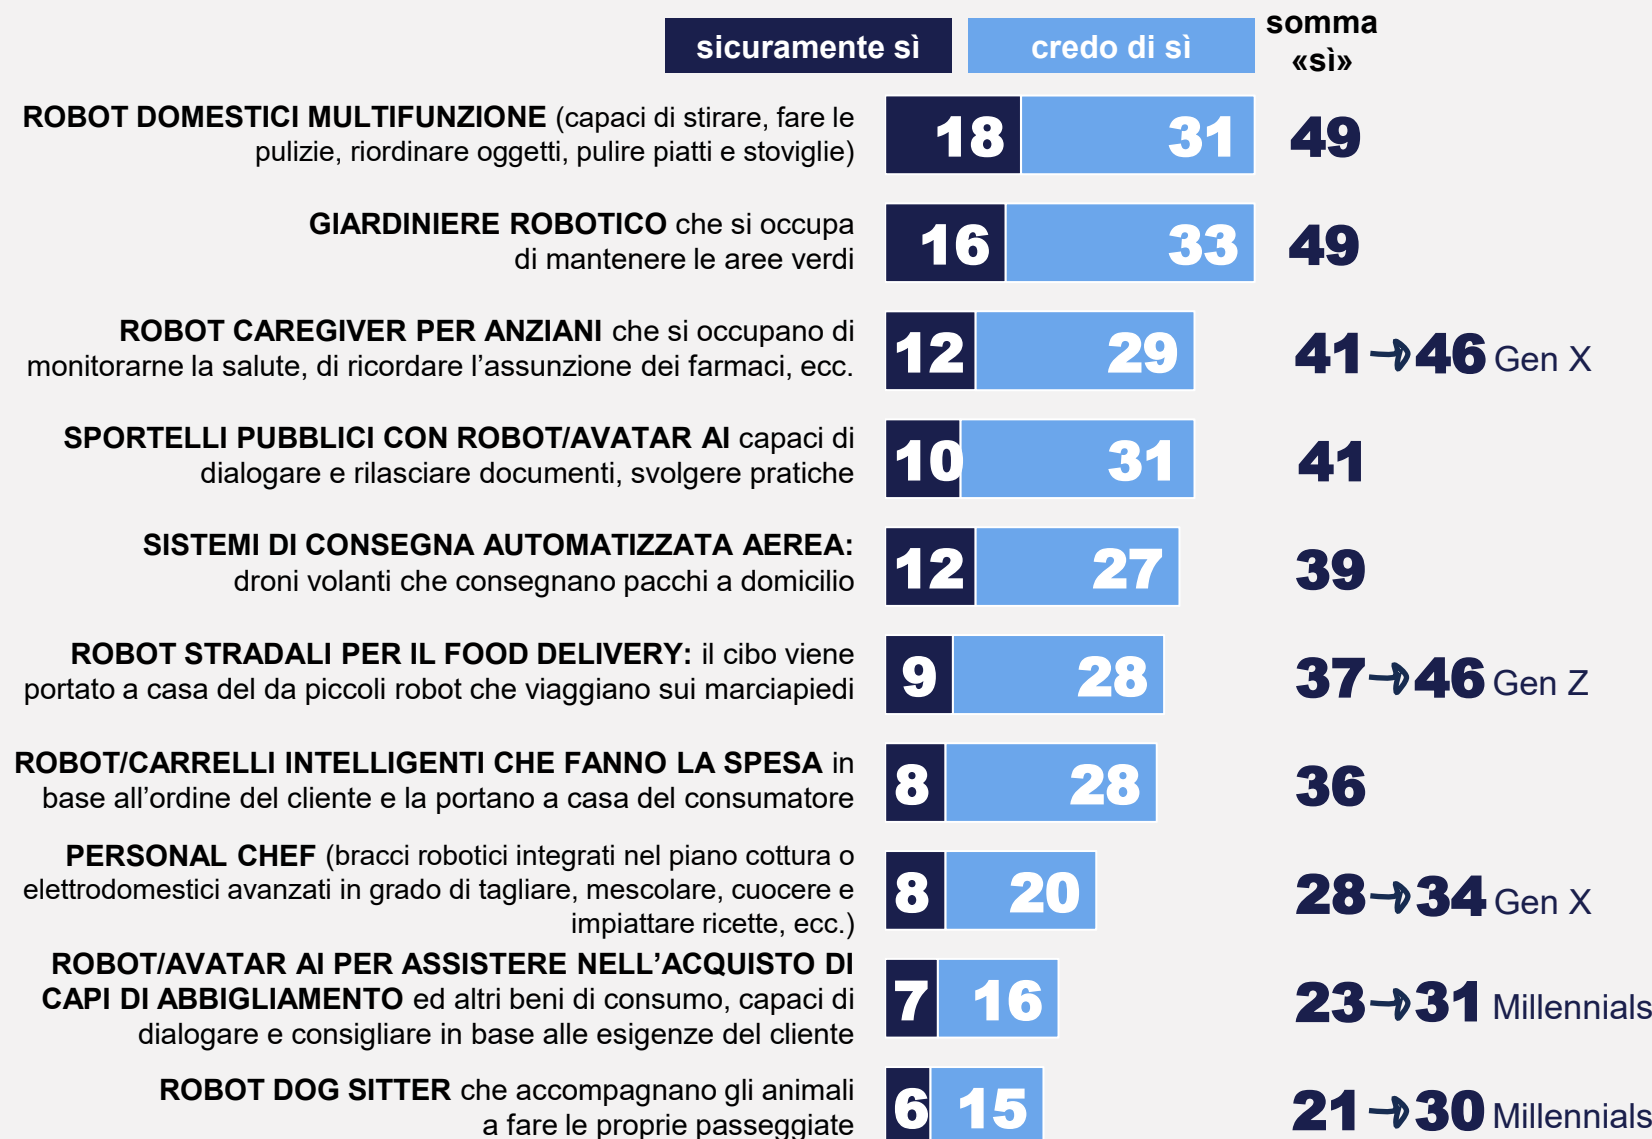 sicuramente sì
credo di sì
somma
«sì»
ROBOT DOMESTICI MULTIFUNZIONE (capaci di stirare, fare le
pulizie, riordinare oggetti, pulire piatti e stoviglie)
18 31 49
GIARDINIERE ROBOTICO che si occupa
di mantenere le aree verdi
16 33 49
ROBOT CAREGIVER PER ANZIANI che si occupano di
monitorarne la salute, di ricordare l’assunzione dei farmaci, ecc.
12 29 41 46 Gen X
SPORTELLI PUBBLICI CON ROBOT/AVATAR AI capaci di
dialogare e rilasciare documenti, svolgere pratiche
10 31 41
SISTEMI DI CONSEGNA AUTOMATIZZATA AEREA:
droni volanti che consegnano pacchi a domicilio
12 27 39
ROBOT STRADALI PER IL FOOD DELIVERY: il cibo viene
portato a casa del da piccoli robot che viaggiano sui marciapiedi
9 28 37 46 Gen Z
ROBOT/CARRELLI INTELLIGENTI CHE FANNO LA SPESA in
base all’ordine del cliente e la portano a casa del consumatore
8 28 36
PERSONAL CHEF (bracci robotici integrati nel piano cottura o
elettrodomestici avanzati in grado di tagliare, mescolare, cuocere e
impiattare ricette, ecc.)
8 20 28 34 Gen X
ROBOT/AVATAR AI PER ASSISTERE NELL’ACQUISTO DI
CAPI DI ABBIGLIAMENTO ed altri beni di consumo, capaci di
dialogare e consigliare in base alle esigenze del cliente
7 16 23 31 Millennials
ROBOT DOG SITTER che accompagnano gli animali
a fare le proprie passeggiate
6 15 21 30 Millennials